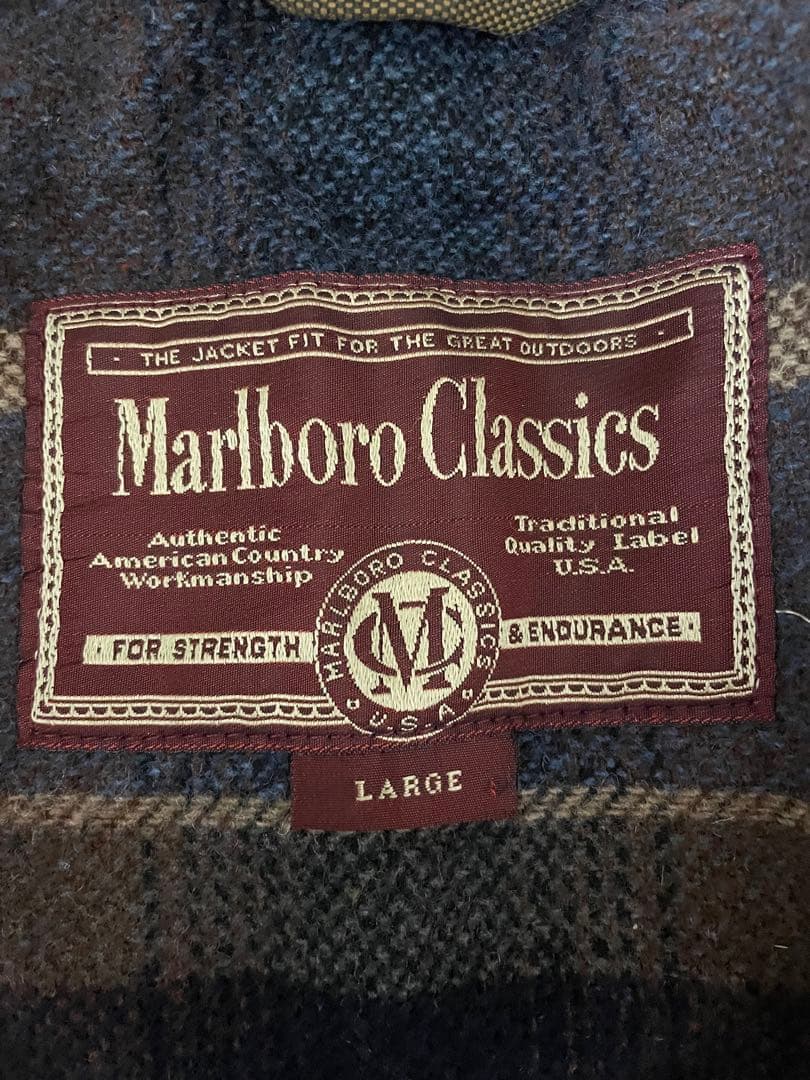 · THE JACKET FIT FOR THE GREAT OUTDOORS ·
Marlboro Classics
Authentic
American Country
Workmanship
Traditional
Quality Label
U.S.A.
· FOR STRENGTH
& ENDURANCE ·
MARLBORO CLASSICS
U.S.A
MC
LARGE